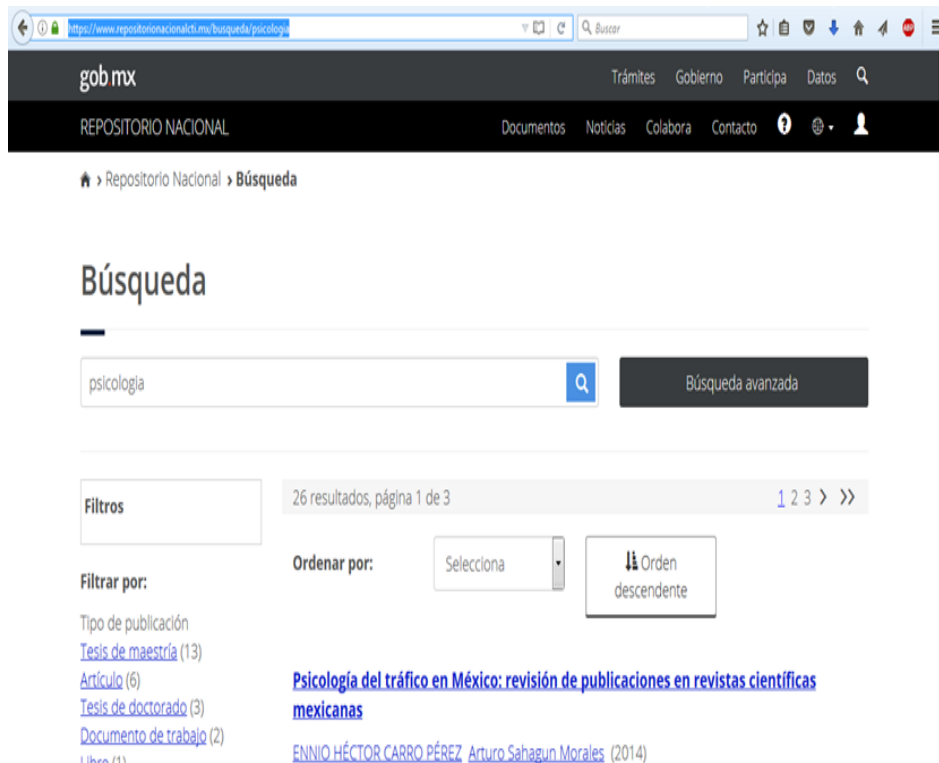 https://www.repositorionacionalcti.mx/busqueda/psicologia
Buscar
ABP
gob.mx Trámites Gobierno Participa Datos
REPOSITORIO NACIONAL Documentos Noticias Colabora Contacto ?
> Repositorio Nacional > Búsqueda
Búsqueda
psicologia
Búsqueda avanzada
Filtros
26 resultados, página 1 de 3 1 2 3 > >>
Ordenar por: Selecciona
Orden
descendente
Filtrar por:
Tipo de publicación
Tesis de maestría (13)
Artículo (6)
Tesis de doctorado (3)
Documento de trabajo (2)
Libro (1)
Psicología del tráfico en México: revisión de publicaciones en revistas científicas
mexicanas
ENNIO HÉCTOR CARRO PÉREZ Arturo Sahagun Morales (2014)